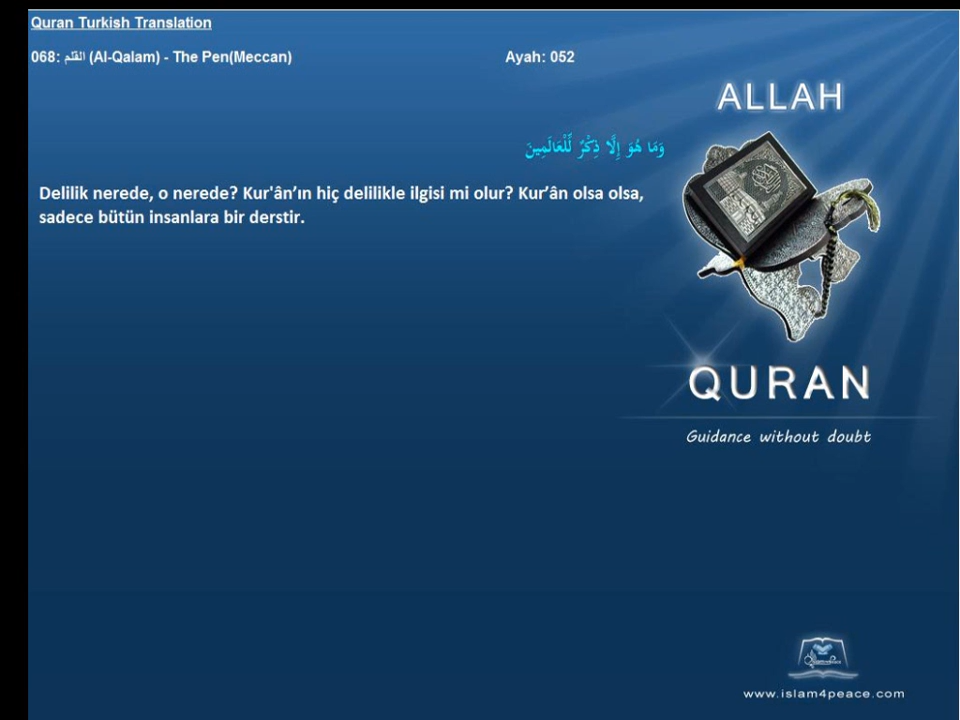 Quran Turkish Translation
068: القلم (Al-Qalam) - The Pen(Meccan) Ayah: 052
ALLAH
وَمَا هُوَ إِلَّا ذِكْرٌ لِّلْعَالَمِينَ
Delilik nerede, o nerede? Kur'ân’ın hiç delilikle ilgisi mi olur? Kur’ân olsa olsa,
sadece bütün insanlara bir derstir.
QURAN
Guidance without doubt
www.islam4peace.com